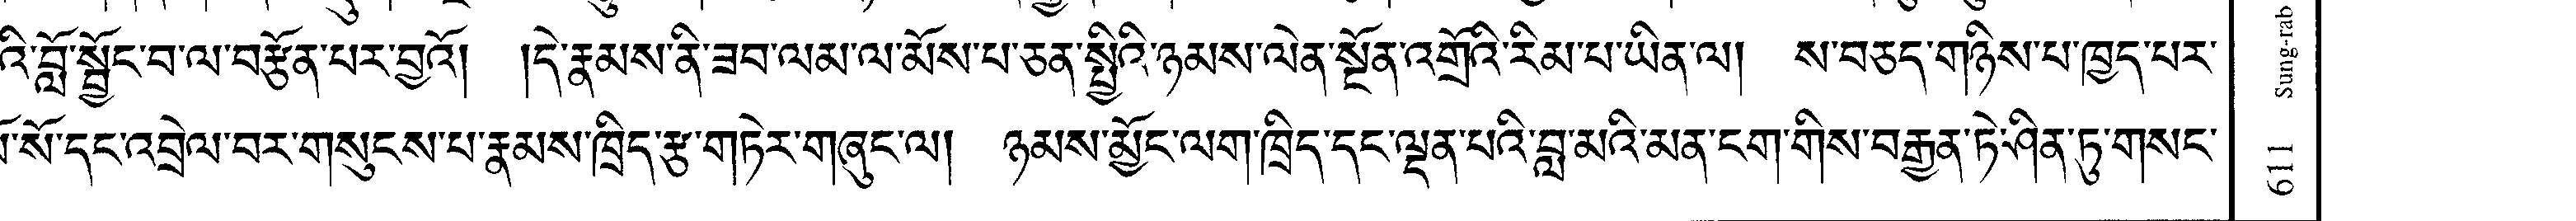 འི་བློ་སྦྱོང་བ་ལ་བརྩོན་པར་བྱའོ། །དེ་རྣམས་ནི་ཟབ་ལམ་ལ་མོས་པ་ཅན་སྤྱིའི་ཉམས་ལེན་སྔོན་འགྲོའི་རིམ་པ་ཡིན་ལ། ས་བཅད་གཉིས་པ་ཁྱད་པར་
སོ་དང་འབྲེལ་བར་གསུངས་པ་རྣམས་ཁྲིད་རྩ་གཏེར་གཞུང་ལ། ཉམས་མྱོང་ལག་ཁྲིད་དང་ལྡན་པའི་བླ་མའི་མན་ངག་གིས་བརྒྱན་ཏེ་ཤིན་ཏུ་གསང་
Sung-rab
611